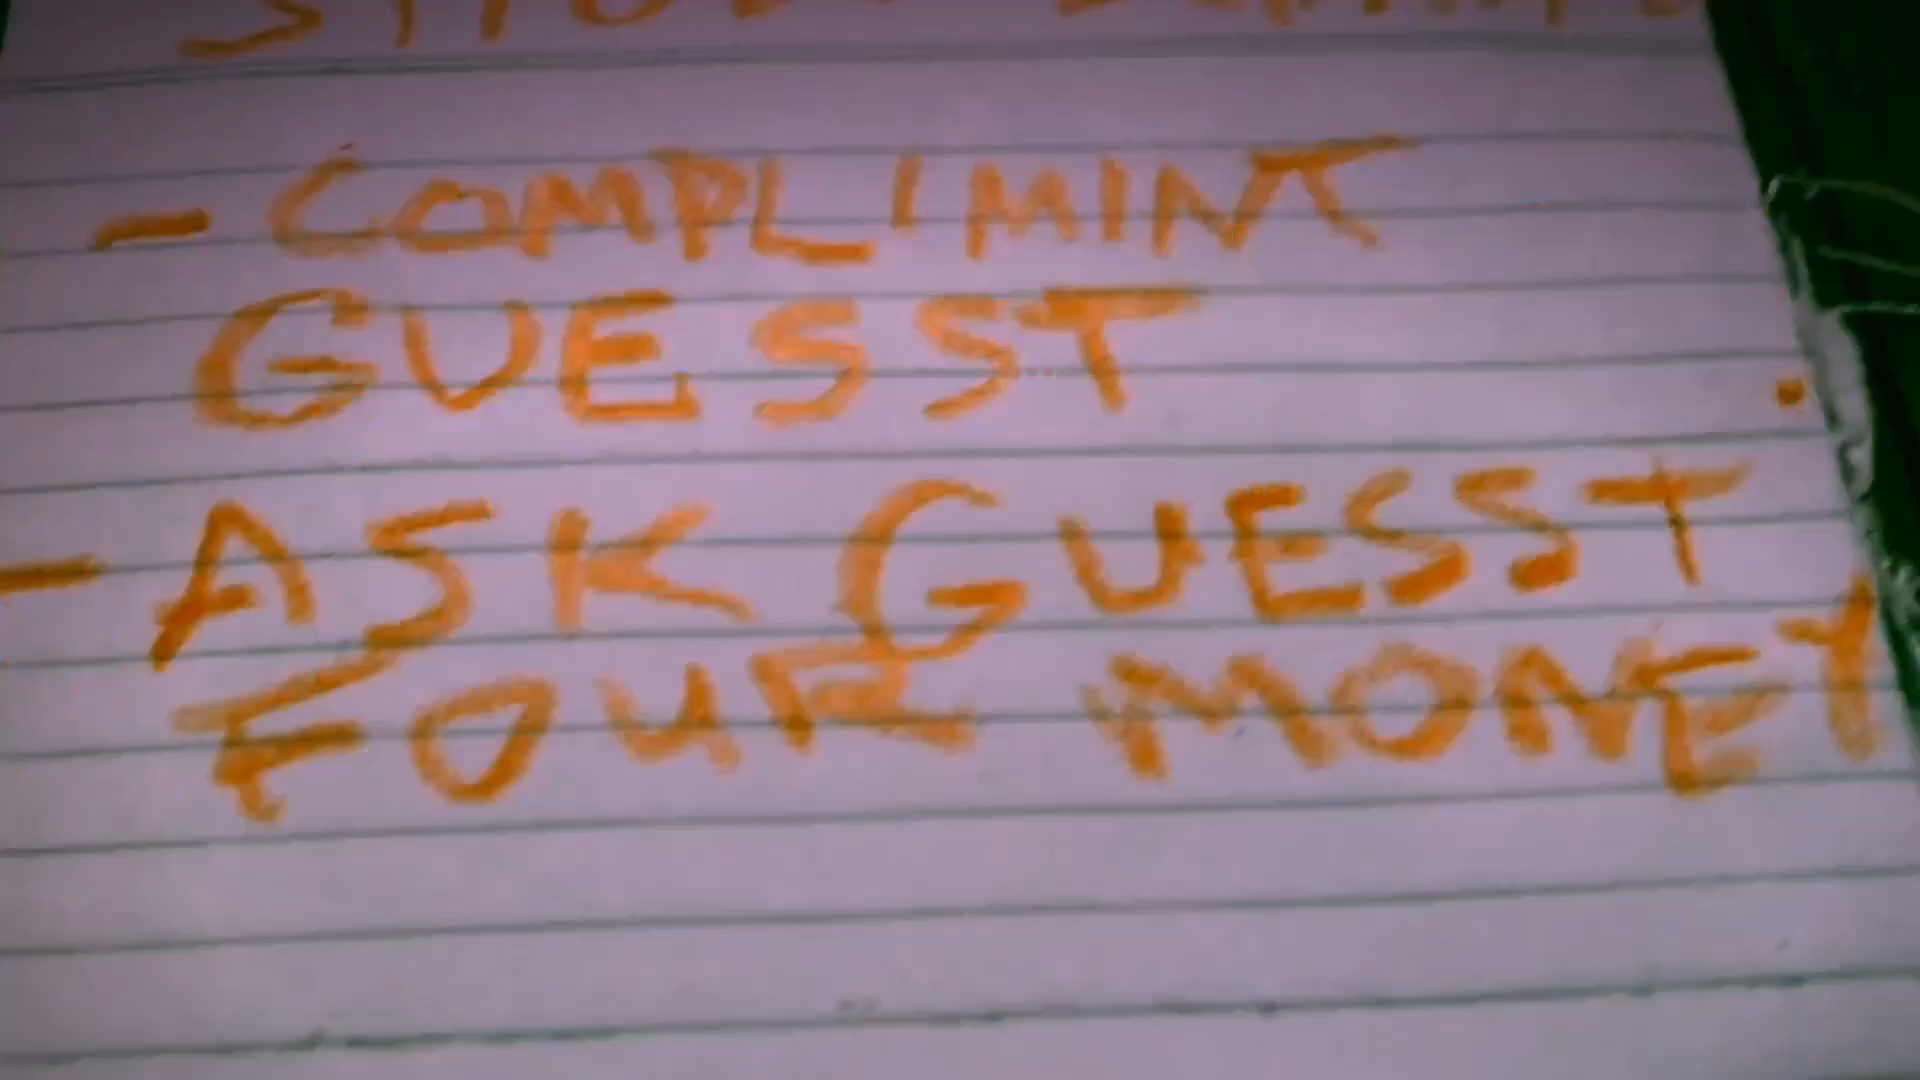 - COMPLIMINT
GUESST
- ASK GUESST
FOUR MONEY